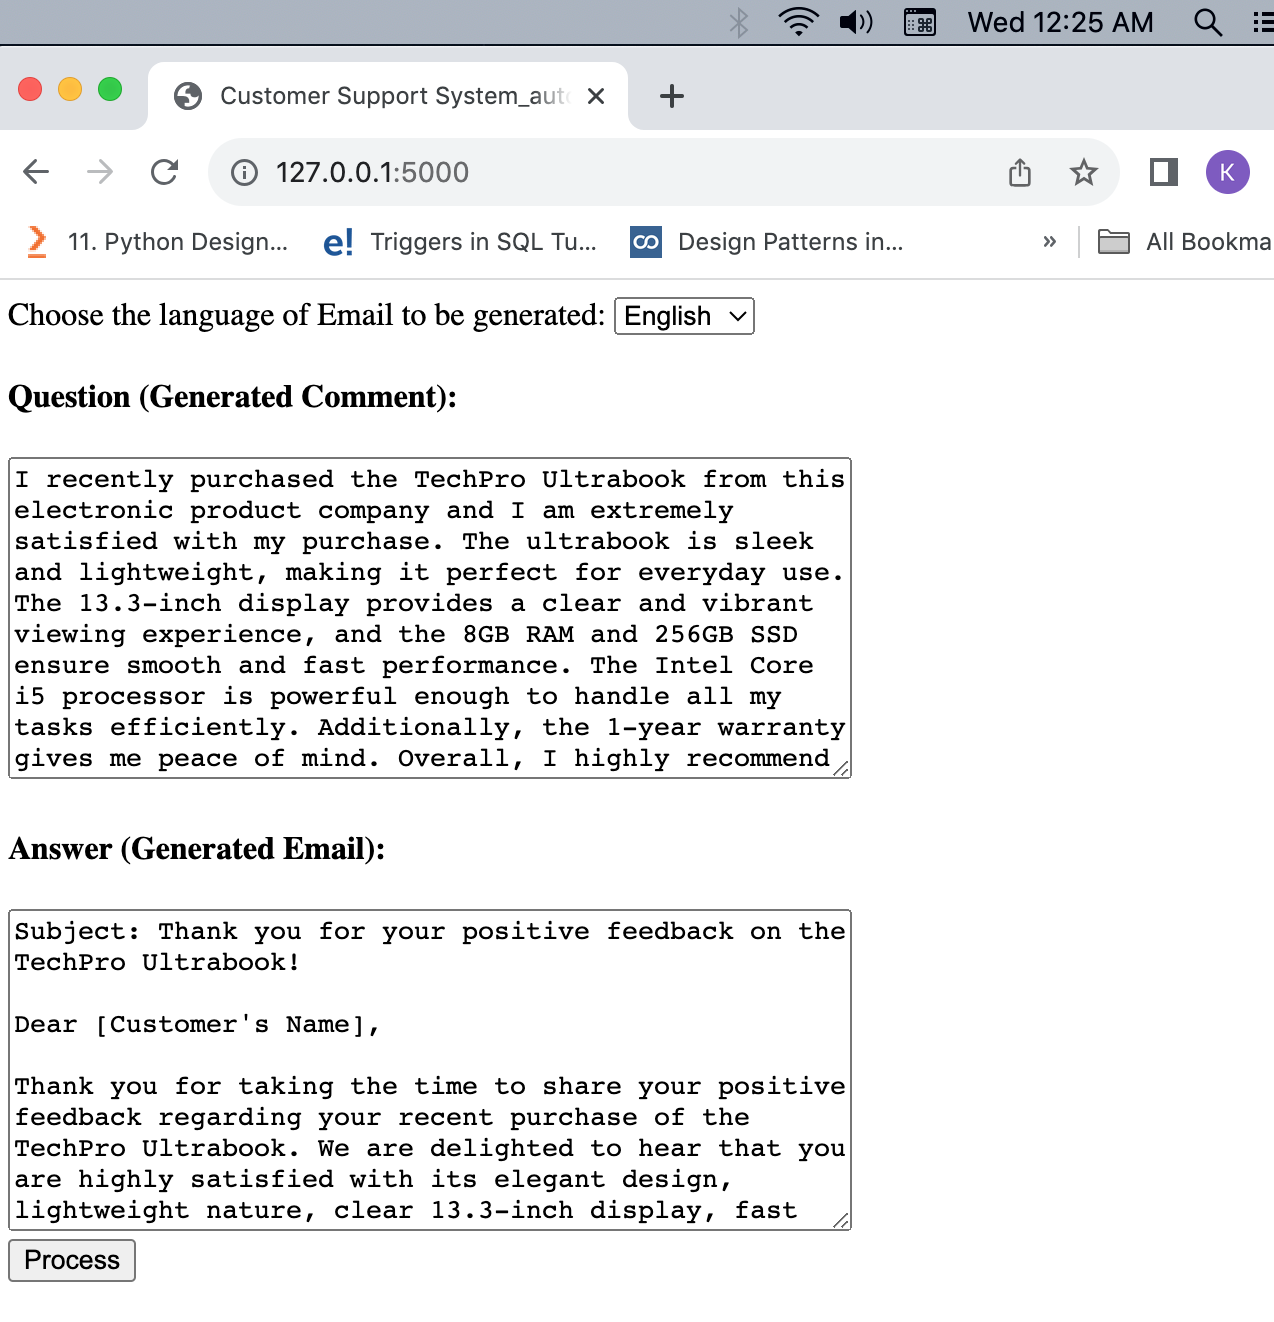 Wed 12:25 AM
Customer Support System_aut
127.0.0.1:5000
K
11. Python Design...
e! Triggers in SQL Tu...
Design Patterns in...
» All Bookma
Choose the language of Email to be generated: English
Question (Generated Comment):
I recently purchased the TechPro Ultrabook from this
electronic product company and I am extremely
satisfied with my purchase. The ultrabook is sleek
and lightweight, making it perfect for everyday use.
The 13.3-inch display provides a clear and vibrant
viewing experience, and the 8GB RAM and 256GB SSD
ensure smooth and fast performance. The Intel Core
i5 processor is powerful enough to handle all my
tasks efficiently. Additionally, the 1-year warranty
gives me peace of mind. Overall, I highly recommend
Answer (Generated Email):
Subject: Thank you for your positive feedback on the
TechPro Ultrabook!
Dear [Customer's Name],
Thank you for taking the time to share your positive
feedback regarding your recent purchase of the
TechPro Ultrabook. We are delighted to hear that you
are highly satisfied with its elegant design,
lightweight nature, clear 13.3-inch display, fast
Process